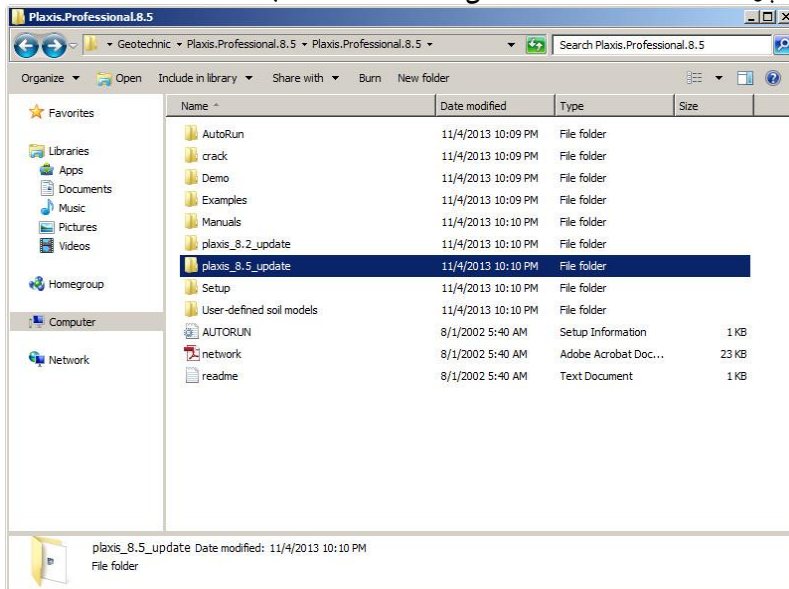 Plaxis.Professional.8.5
Geotechnic Plaxis.Professional.8.5 Plaxis.Professional.8.5 Search Plaxis.Professional.8.5
Organize Open Include in library Share with Burn New folder
Favorites
Libraries
Apps
Documents
Music
Pictures
Videos
Homegroup
Computer
Network
Name Date modified Type Size
AutoRun 11/4/2013 10:09 PM File folder
crack 11/4/2013 10:09 PM File folder
Demo 11/4/2013 10:09 PM File folder
Examples 11/4/2013 10:09 PM File folder
Manuals 11/4/2013 10:10 PM File folder
plaxis_8.2_update 11/4/2013 10:10 PM File folder
plaxis_8.5_update 11/4/2013 10:10 PM File folder
Setup 11/4/2013 10:10 PM File folder
User-defined soil models 11/4/2013 10:10 PM File folder
AUTORUN 8/1/2002 5:40 AM Setup Information 1 KB
network 8/1/2002 5:40 AM Adobe Acrobat Doc... 23 KB
readme 8/1/2002 5:40 AM Text Document 1 KB
plaxis_8.5_update Date modified: 11/4/2013 10:10 PM
File folder